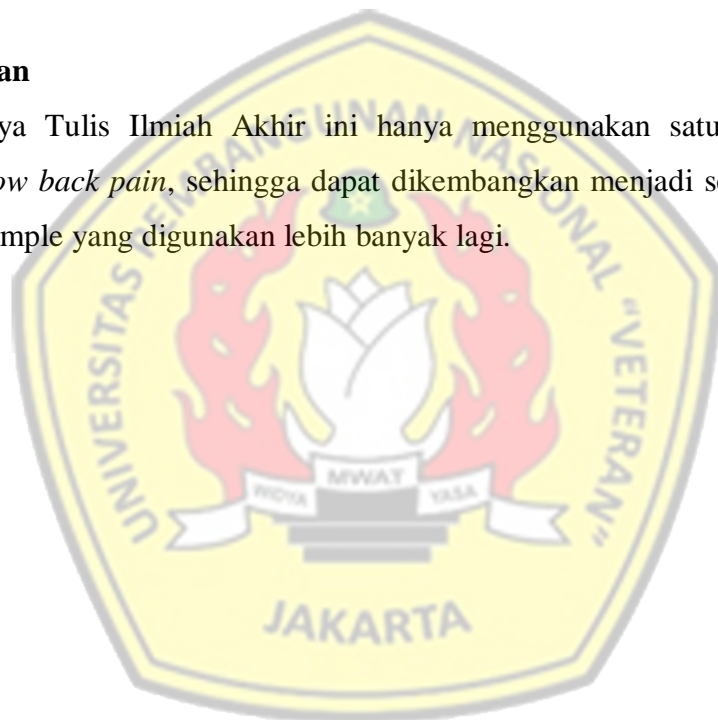 an
ya Tulis Ilmiah Akhir ini hanya menggunakan satu
ow back pain, sehingga dapat dikembangkan menjadi se
mple yang digunakan lebih banyak lagi.
UNIVERSITAS PEMBANGUNAN NASIONAL "VETERAN"
WIDYA MWAT YASA
JAKARTA